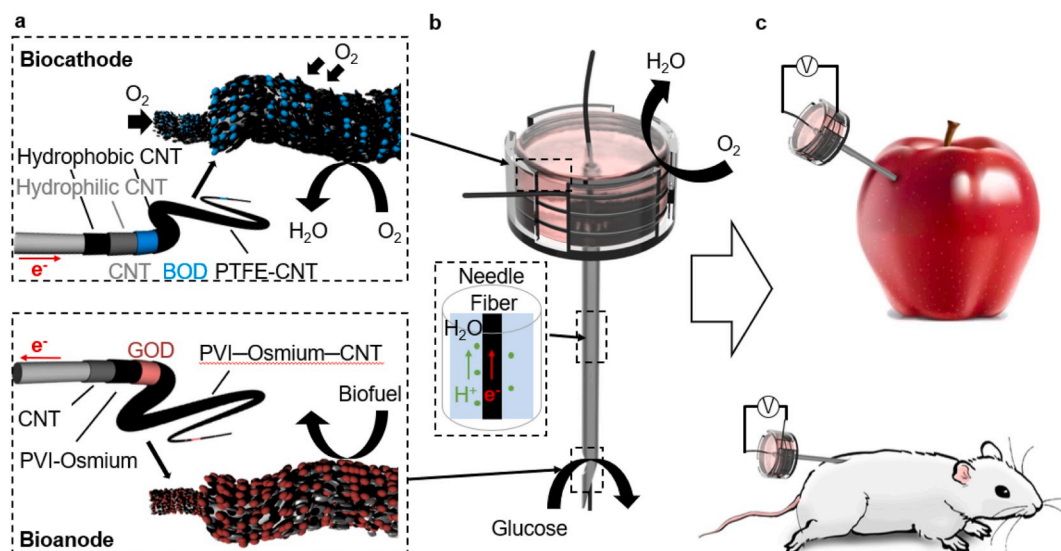 a
Biocathode
O2
O2
Hydrophobic CNT
Hydrophilic CNT
H2O
O2
e-
CNT BOD PTFE-CNT
e-
GOD
PVI—Osmium—CNT
Biofuel
CNT
PVI-Osmium
Bioanode
b
H2O
O2
Needle
Fiber
H2O
H+
e-
Glucose
c
V
V